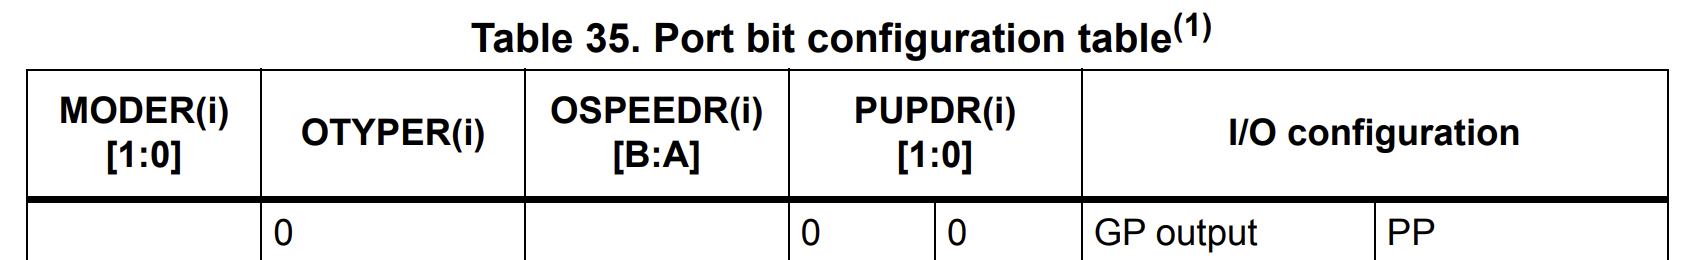 Table 35. Port bit configuration table(1)
MODER(i) [1:0] OTYPER(i) OSPEEDR(i) [B:A] PUPDR(i) [1:0] I/O configuration
0 0 0 GP output PP